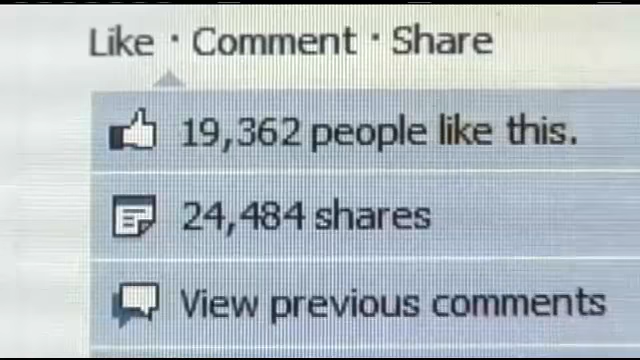 Like · Comment · Share
19,362 people like this.
24,484 shares
View previous comments